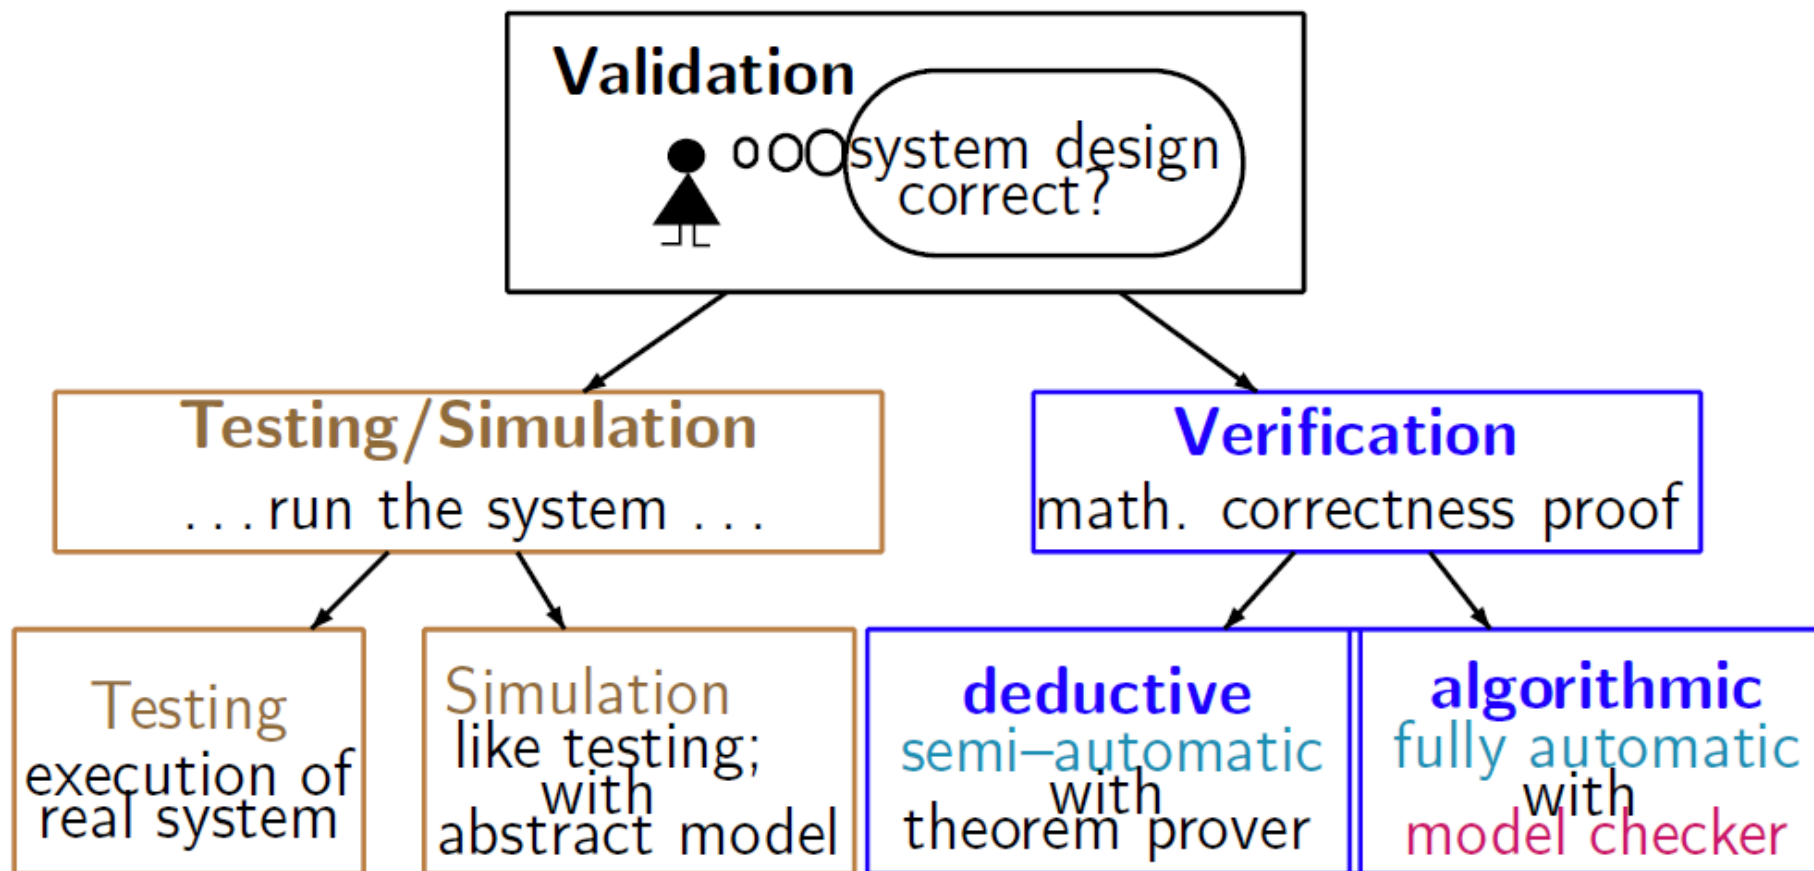 Validation
system design
correct?
Testing/Simulation
...run the system ...
Verification
math. correctness proof
Testing
execution of
real system
Simulation
like testing;
with
abstract model
deductive
semi–automatic
with
theorem prover
algorithmic
fully automatic
with
model checker